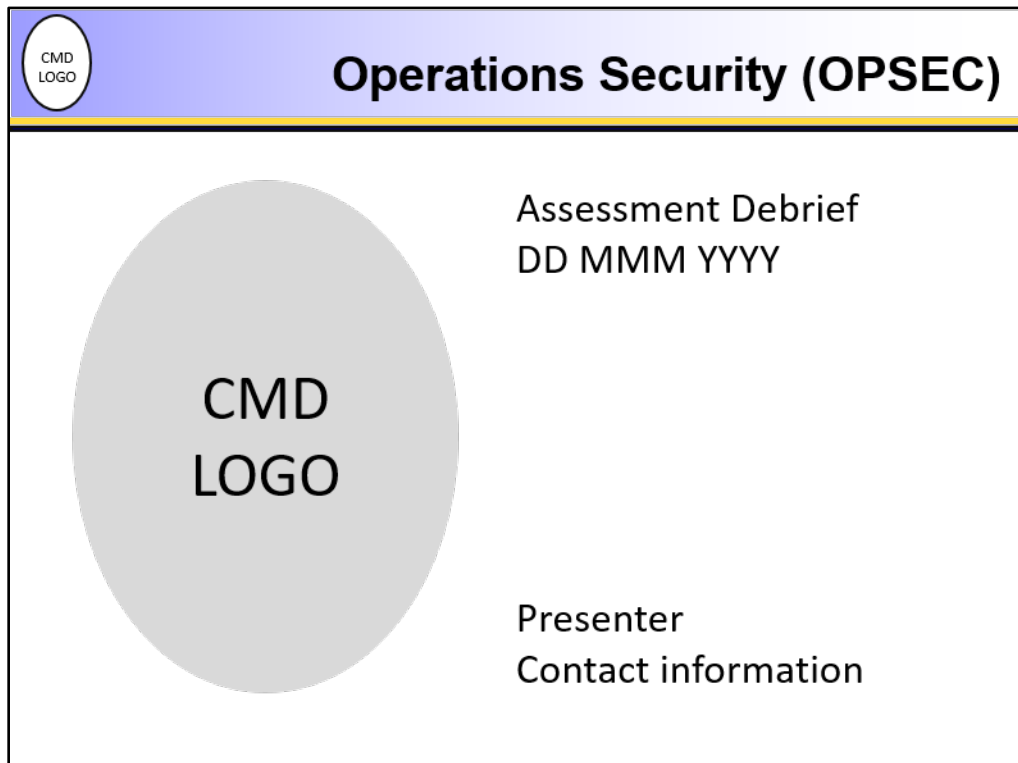 CMD
LOGO
Operations Security (OPSEC)
Assessment Debrief
DD MMM YYYY
CMD
LOGO
Presenter
Contact information